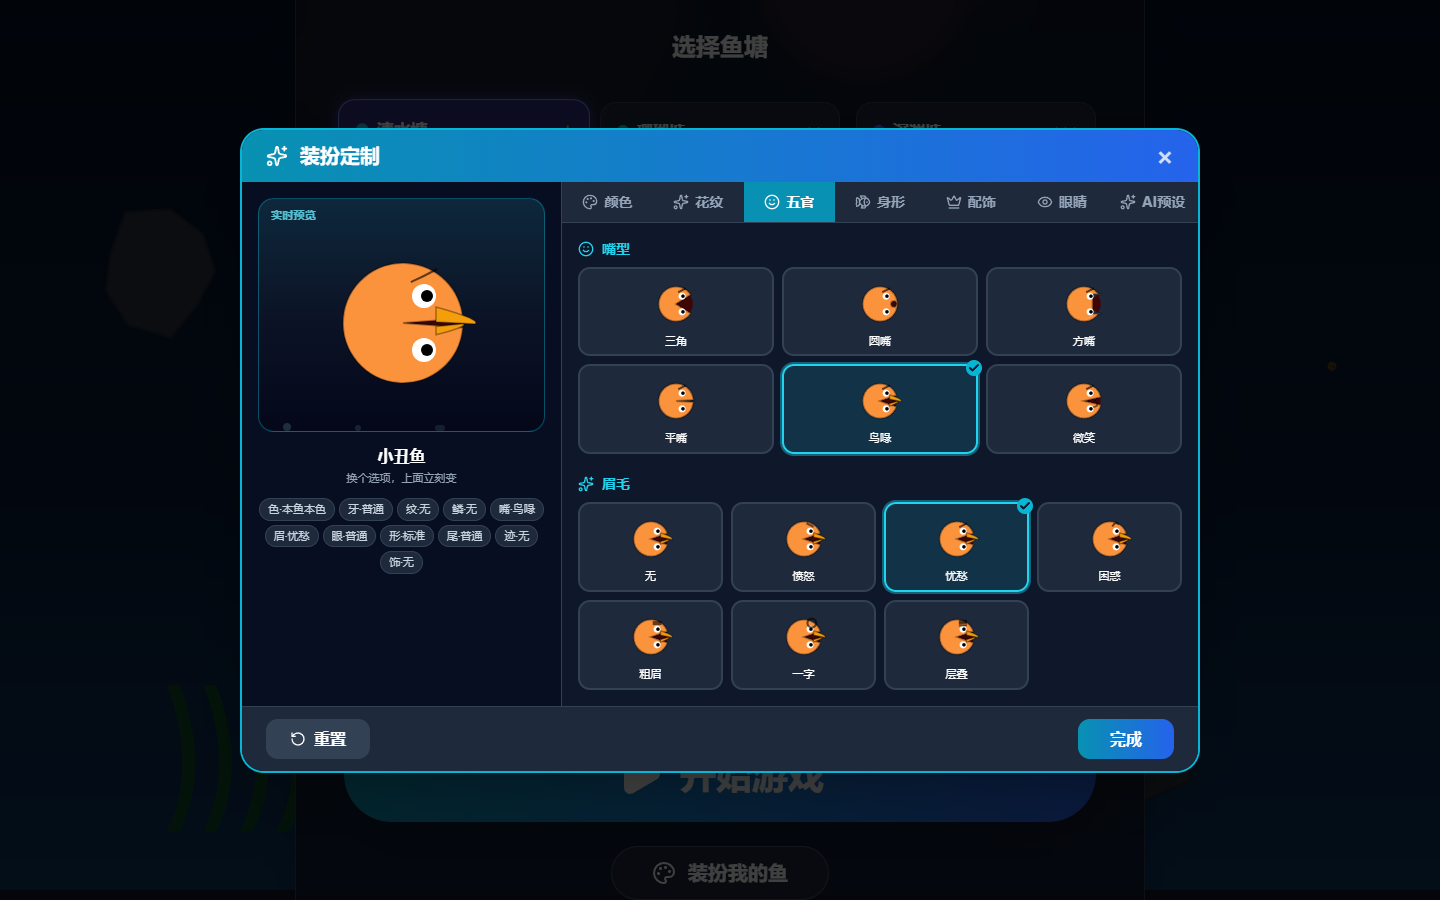 选择鱼塘
装扮定制
实时预览
小丑鱼
换个选项，上面立刻变
色·本鱼本色 牙·普通 纹·无 鳞·无 嘴·鸟喙
眉·忧愁 眼·普通 形·标准 尾·普通 迹·无
饰·无
颜色 花纹 五官 身形 配饰 眼睛 AI预设
嘴型
三角 圆嘴 方嘴
平嘴 鸟喙 微笑
眉毛
无 愤怒 忧愁 困惑
粗眉 一字 层叠
重置 完成
开始游戏
装扮我的鱼